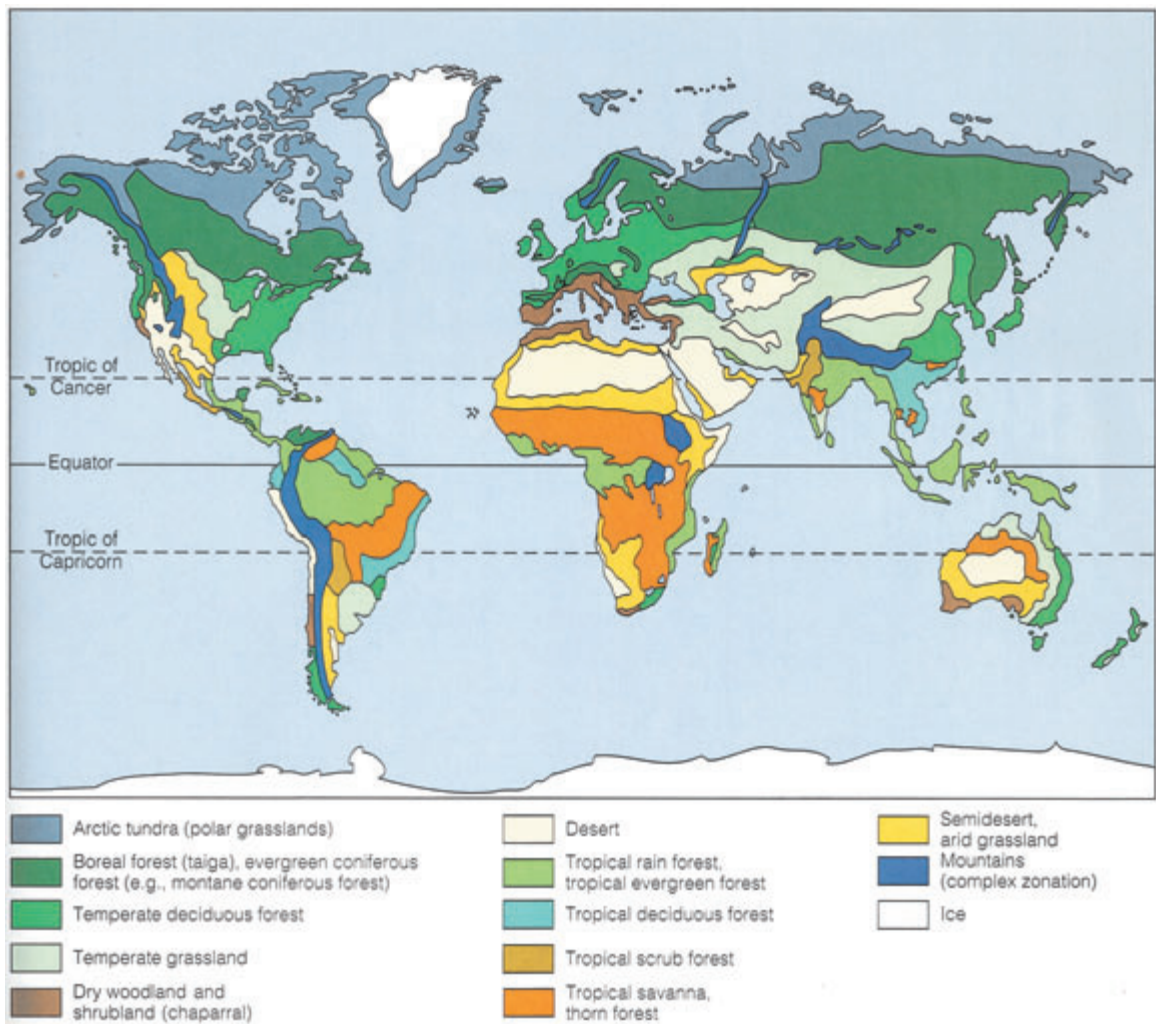 Tropic of
Cancer
Equator
Tropic of
Capricorn
Arctic tundra (polar grasslands)
Boreal forest (taiga), evergreen coniferous
forest (e.g., montane coniferous forest)
Temperate deciduous forest
Temperate grassland
Dry woodland and
shrubland (chaparral)
Desert
Tropical rain forest,
tropical evergreen forest
Tropical deciduous forest
Tropical scrub forest
Tropical savanna,
thorn forest
Semidesert,
arid grassland
Mountains
(complex zonation)
Ice